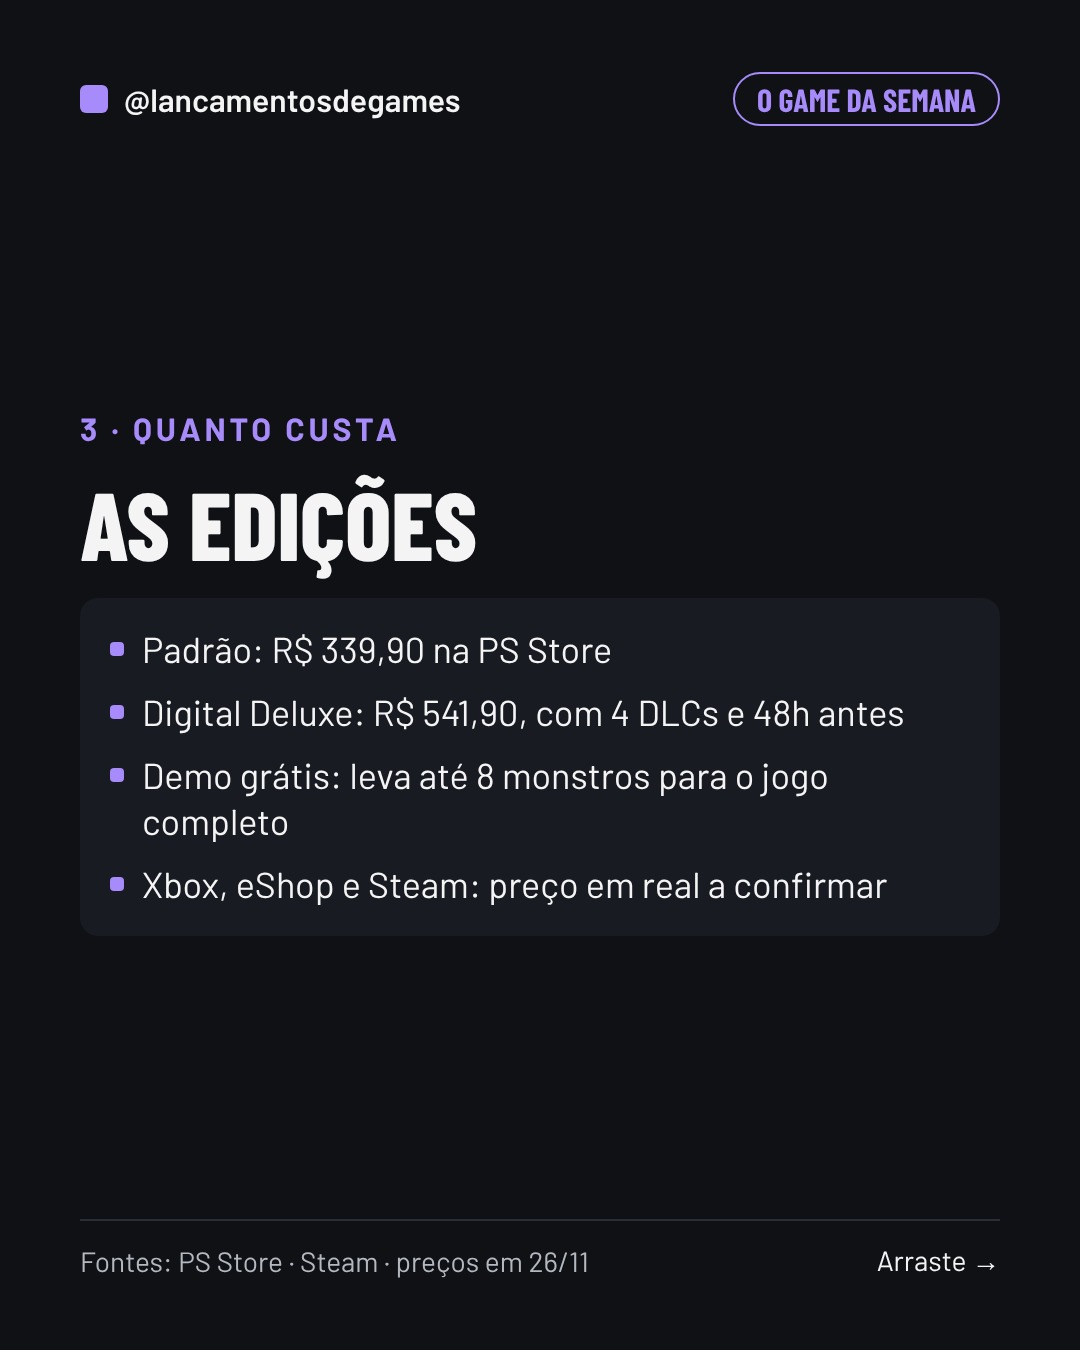 @lancamentosdegames
O GAME DA SEMANA
3 · QUANTO CUSTA
AS EDIÇÕES
Padrão: R$ 339,90 na PS Store
Digital Deluxe: R$ 541,90, com 4 DLCs e 48h antes
Demo grátis: leva até 8 monstros para o jogo
completo
Xbox, eShop e Steam: preço em real a confirmar
Fontes: PS Store · Steam · preços em 26/11
Arraste →